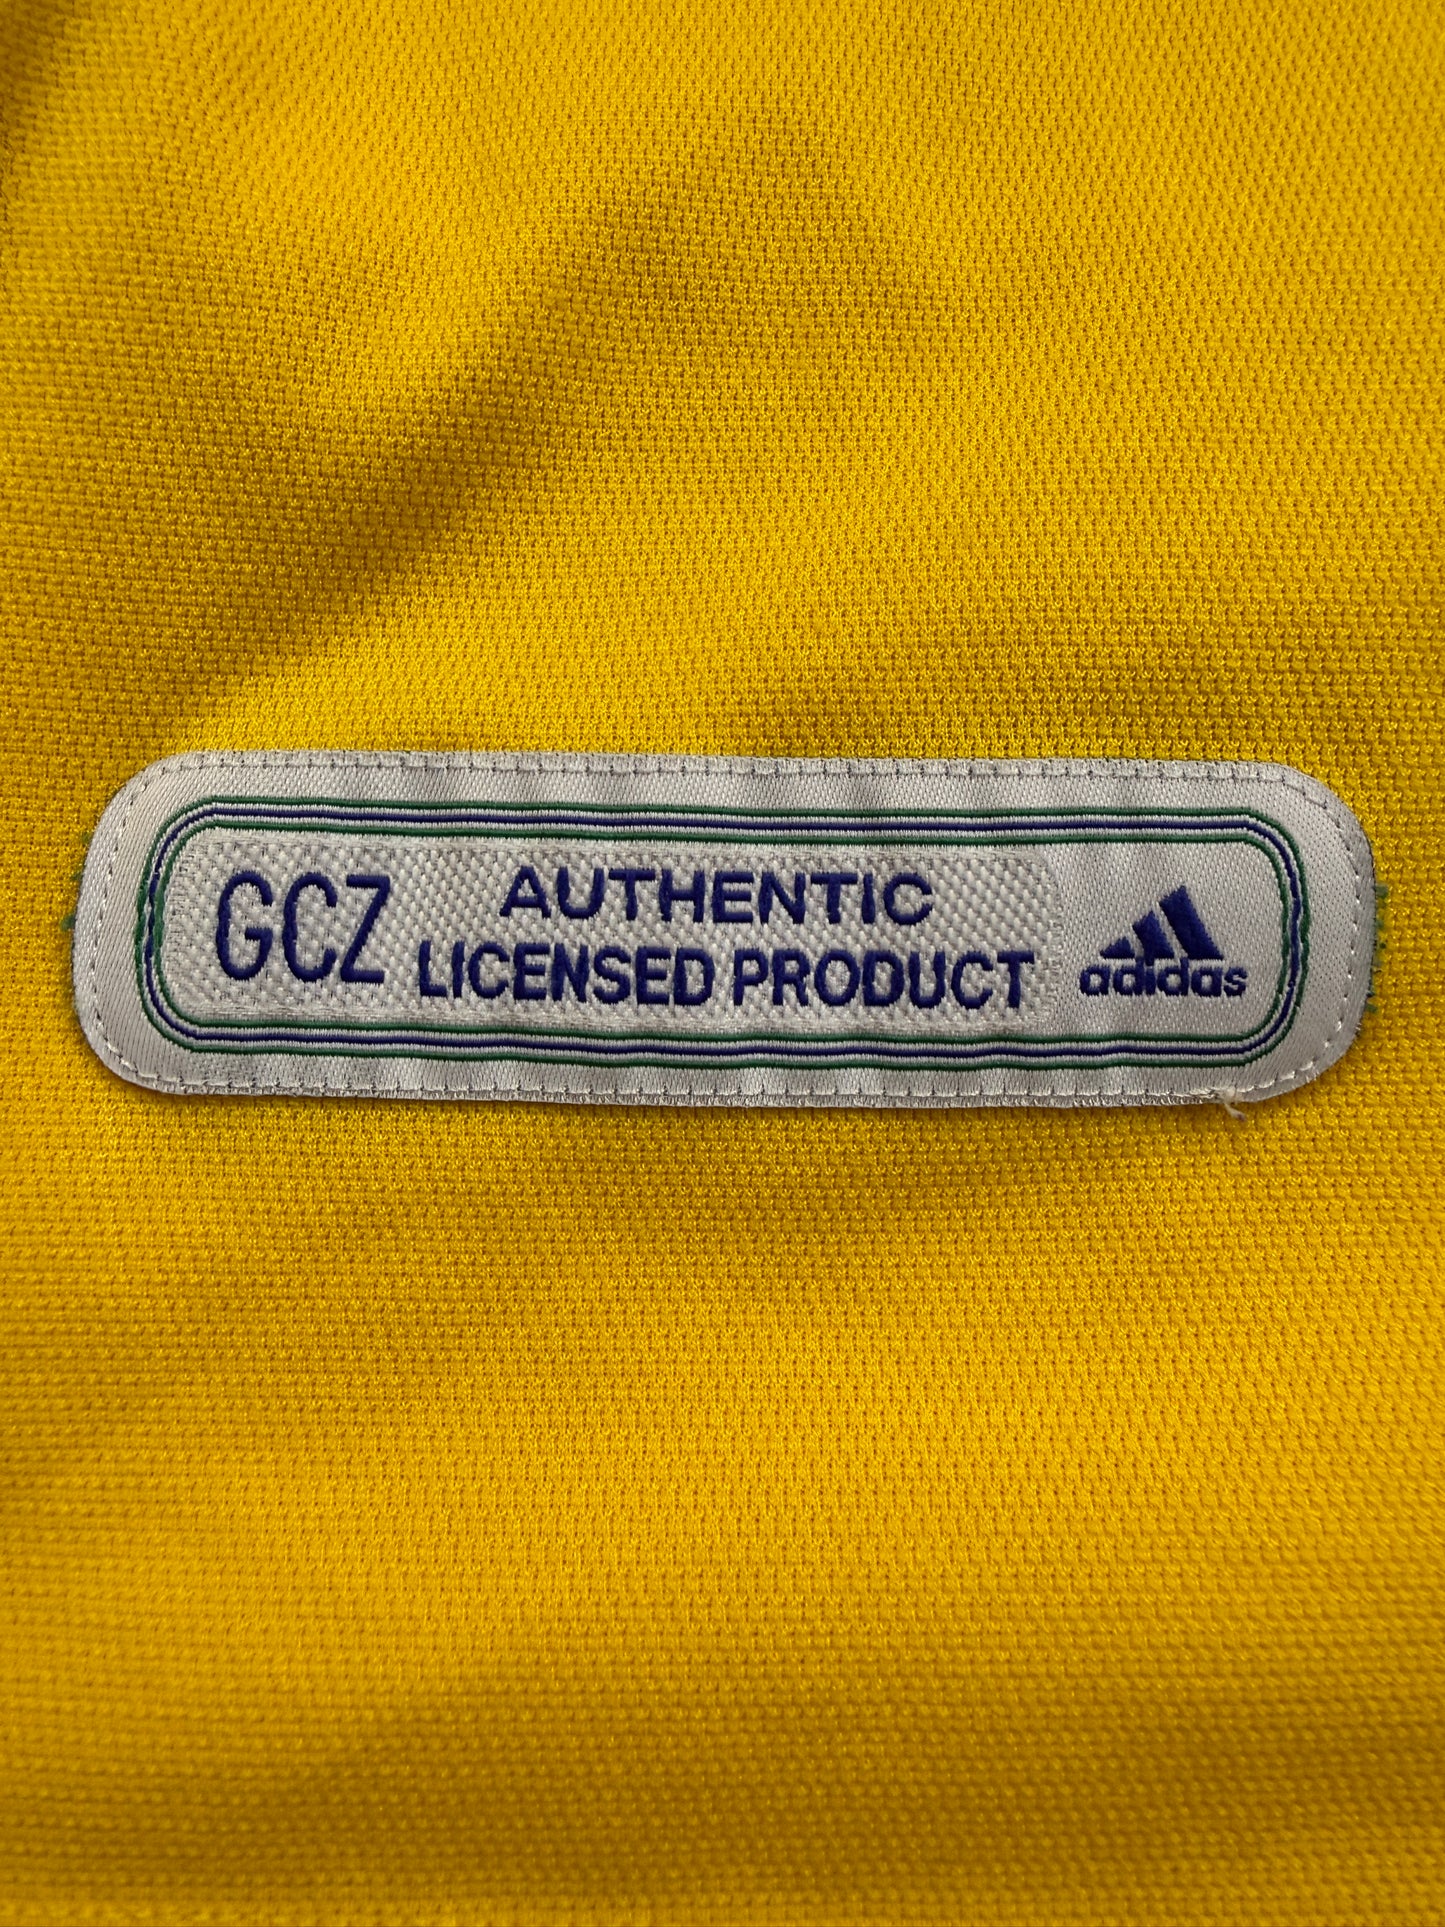 GCZ
AUTHENTIC
LICENSED PRODUCT
adidas